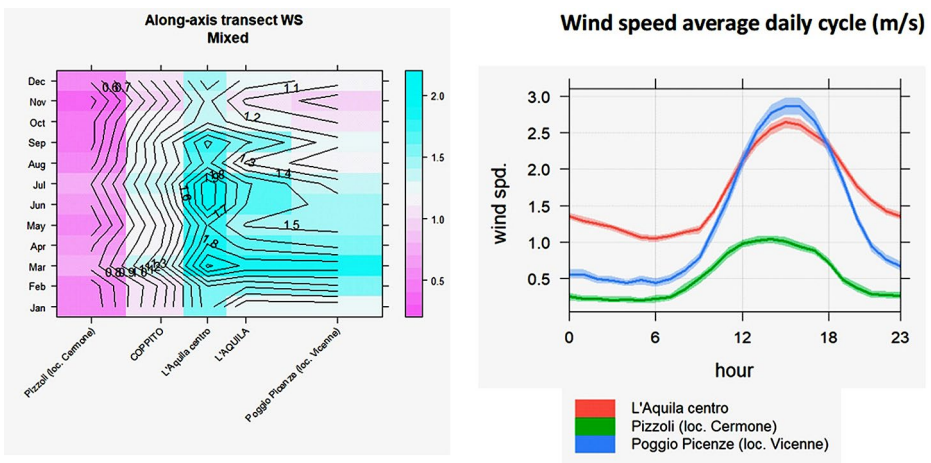 Along-axis transect WS
Mixed
Dec
Nov
Oct
Sep
Aug
Jul
Jun
May
Apr
Mar
Feb
Jan
0.7
1.1
1.2
1.3
1.4
1.5
2.0
1.5
1.0
0.5
Pizzoli (loc. Cermone)
COPPITO
L'Aquila centro
L'AQUILA
Poggio Picenze (loc. Vicenne)
Wind speed average daily cycle (m/s)
wind spd.
3.0
2.5
2.0
1.5
1.0
0.5
0
6
12
18
23
hour
L'Aquila centro
Pizzoli (loc. Cermone)
Poggio Picenze (loc. Vicenne)